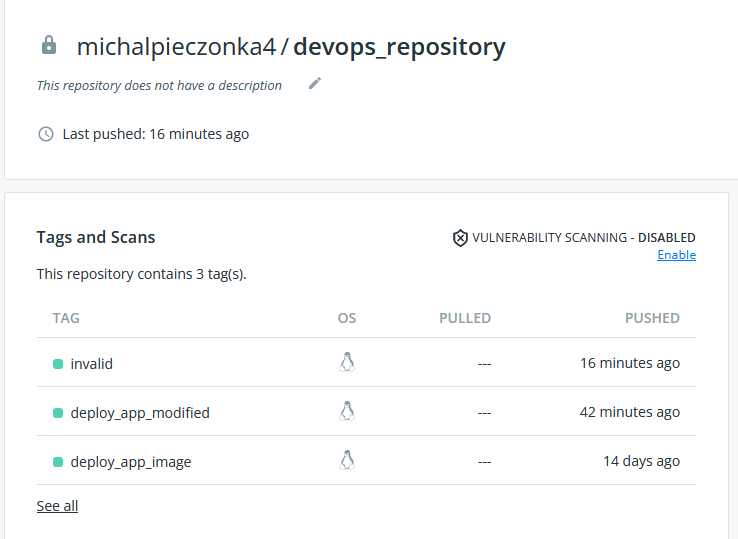 michalpieczonka4 / devops_repository
This repository does not have a description
Last pushed: 16 minutes ago
Tags and Scans
VULNERABILITY SCANNING - DISABLED
Enable
This repository contains 3 tag(s).
TAG OS PULLED PUSHED
invalid --- 16 minutes ago
deploy_app_modified --- 42 minutes ago
deploy_app_image --- 14 days ago
See all